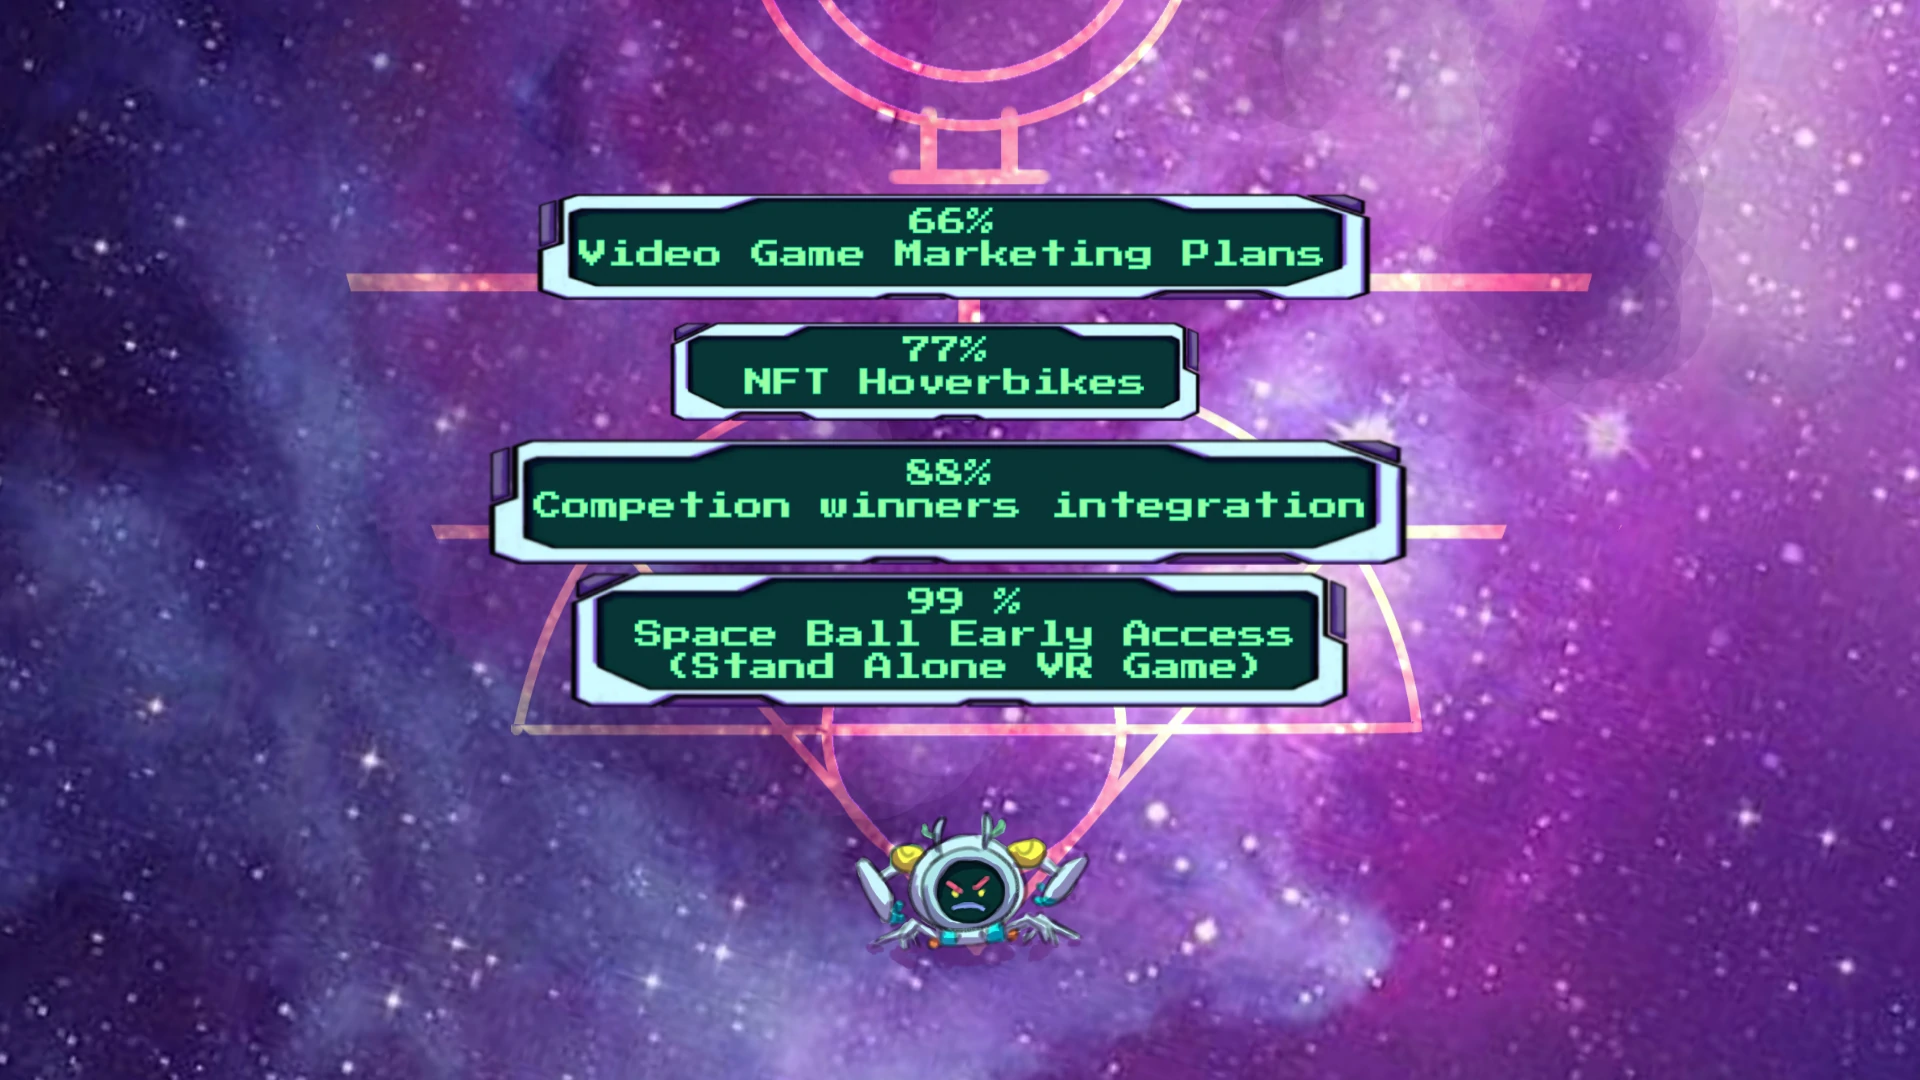 66%
Video Game Marketing Plans
77%
NFT Hoverbikes
88%
Competion winners integration
99 %
Space Ball Early Access
(Stand Alone VR Game)